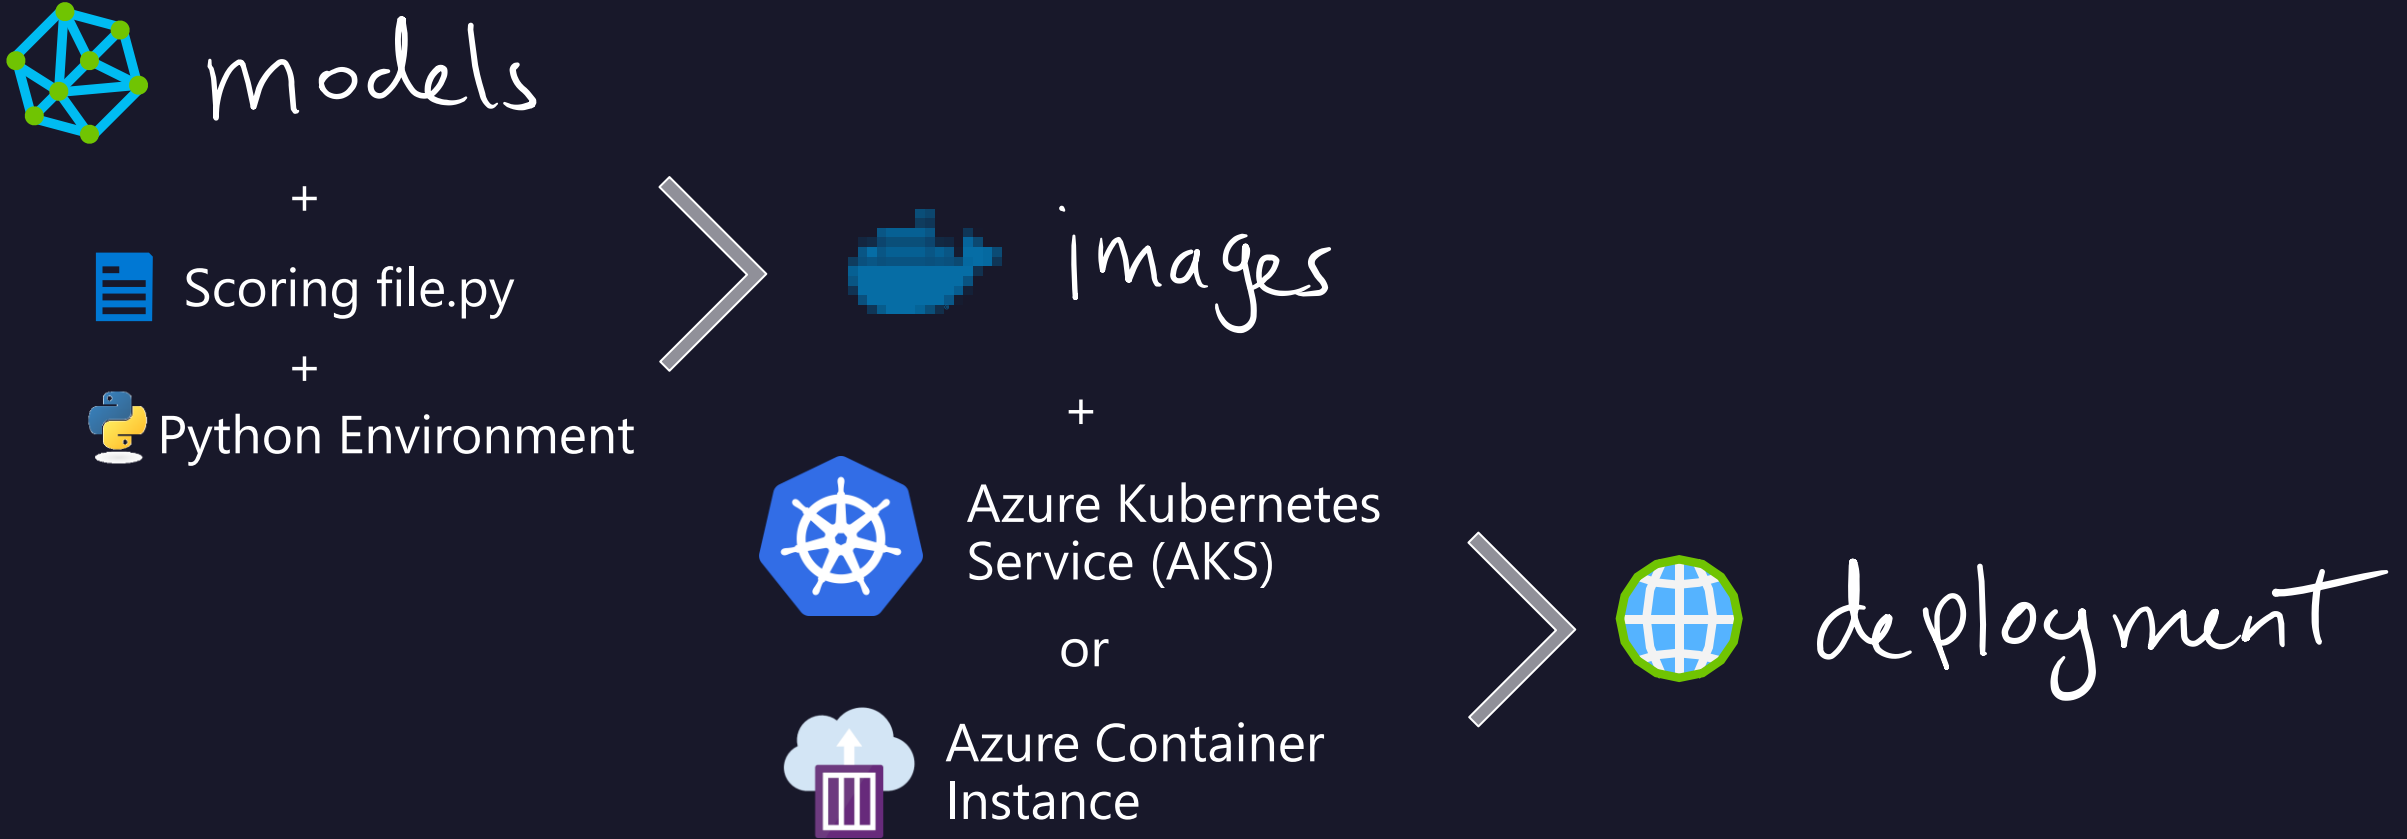 models
+
Scoring file.py
+
Python Environment
images
+
Azure Kubernetes
Service (AKS)
or
Azure Container
Instance
deployment